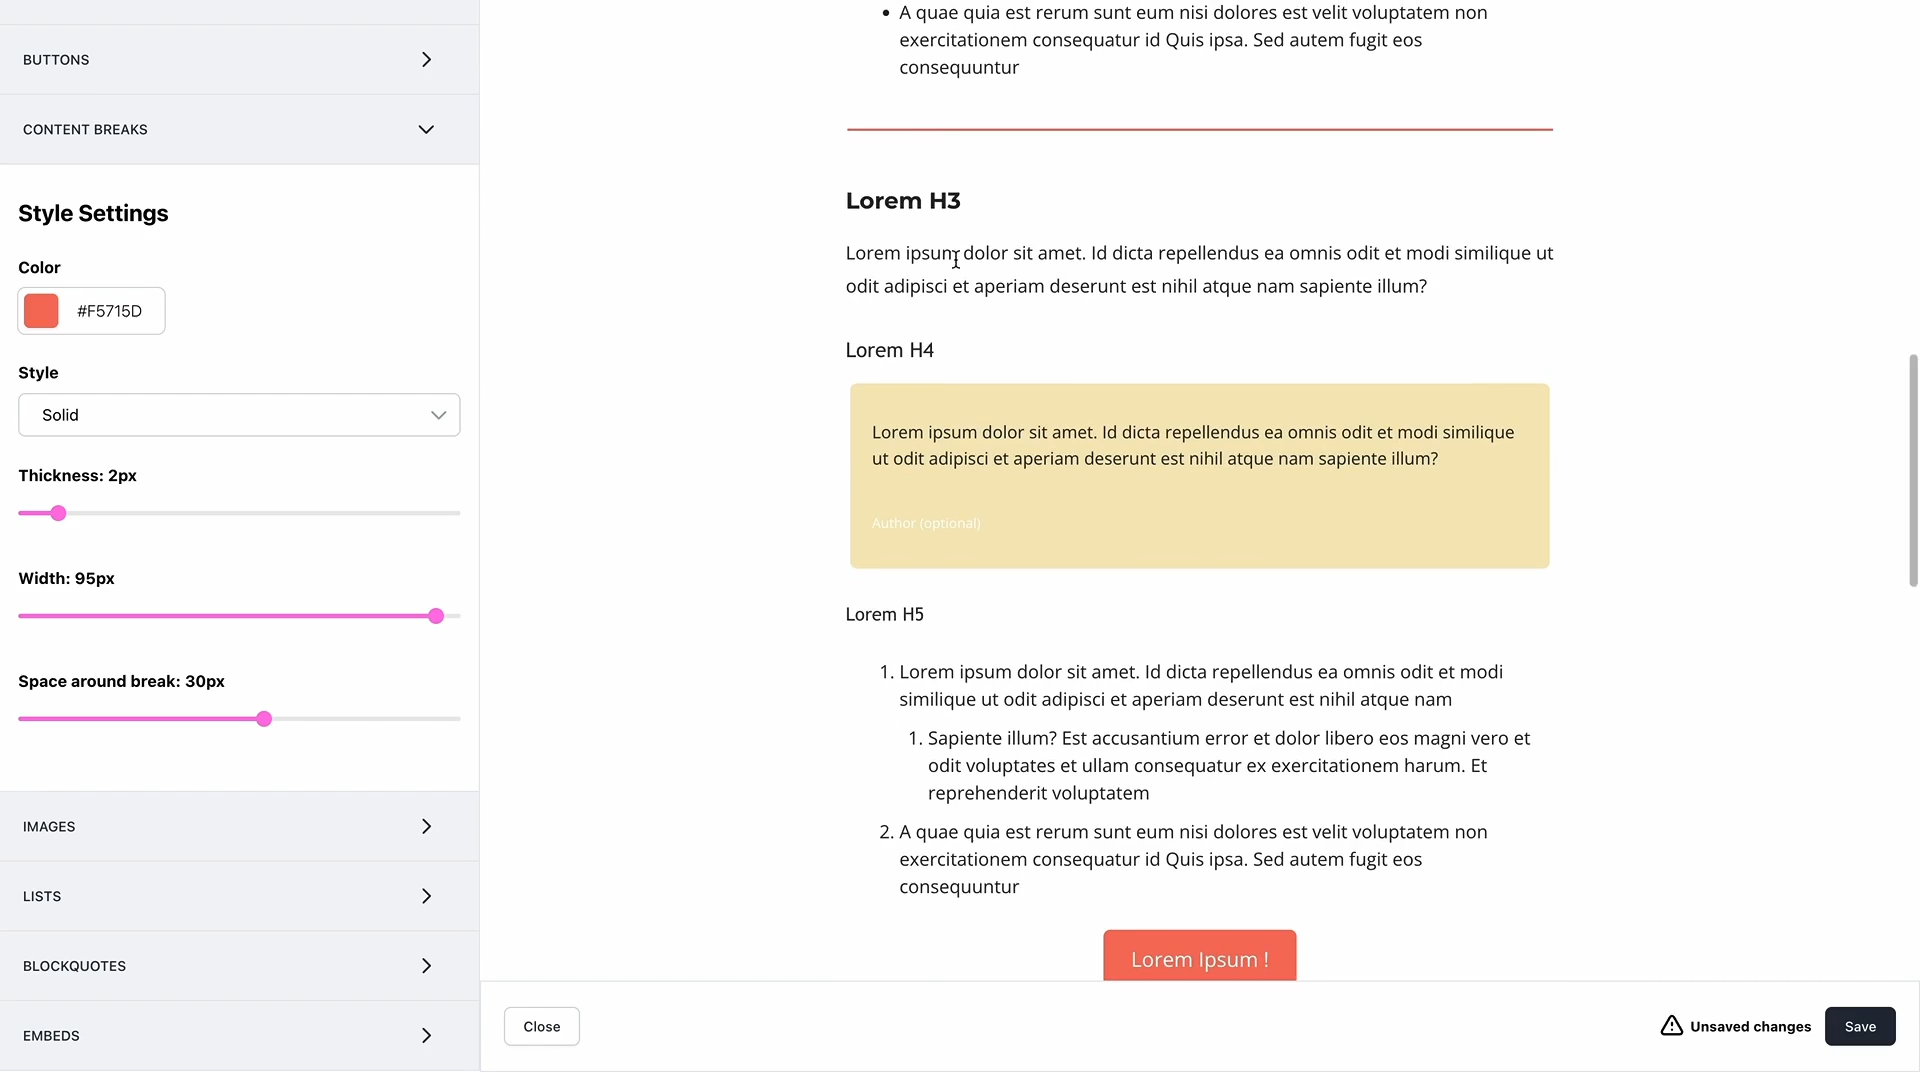 BUTTONS
CONTENT BREAKS
Style Settings
Color
#F5715D
Style
Solid
Thickness: 2px
Width: 95px
Space around break: 30px
IMAGES
LISTS
BLOCKQUOTES
EMBEDS
• A quae quia est rerum sunt eum nisi dolores est velit voluptatem non
exercitationem consequatur id Quis ipsa. Sed autem fugit eos
consequuntur
Lorem H3
Lorem ipsum dolor sit amet. Id dicta repellendus ea omnis odit et modi similique ut
odit adipisci et aperiam deserunt est nihil atque nam sapiente illum?
Lorem H4
Lorem ipsum dolor sit amet. Id dicta repellendus ea omnis odit et modi similique
ut odit adipisci et aperiam deserunt est nihil atque nam sapiente illum?
Author (optional)
Lorem H5
1. Lorem ipsum dolor sit amet. Id dicta repellendus ea omnis odit et modi
similique ut odit adipisci et aperiam deserunt est nihil atque nam
1. Sapiente illum? Est accusantium error et dolor libero eos magni vero et
odit voluptates et ullam consequatur ex exercitationem harum. Et
reprehenderit voluptatem
2. A quae quia est rerum sunt eum nisi dolores est velit voluptatem non
exercitationem consequatur id Quis ipsa. Sed autem fugit eos
consequuntur
Lorem Ipsum !
Close
Unsaved changes
Save